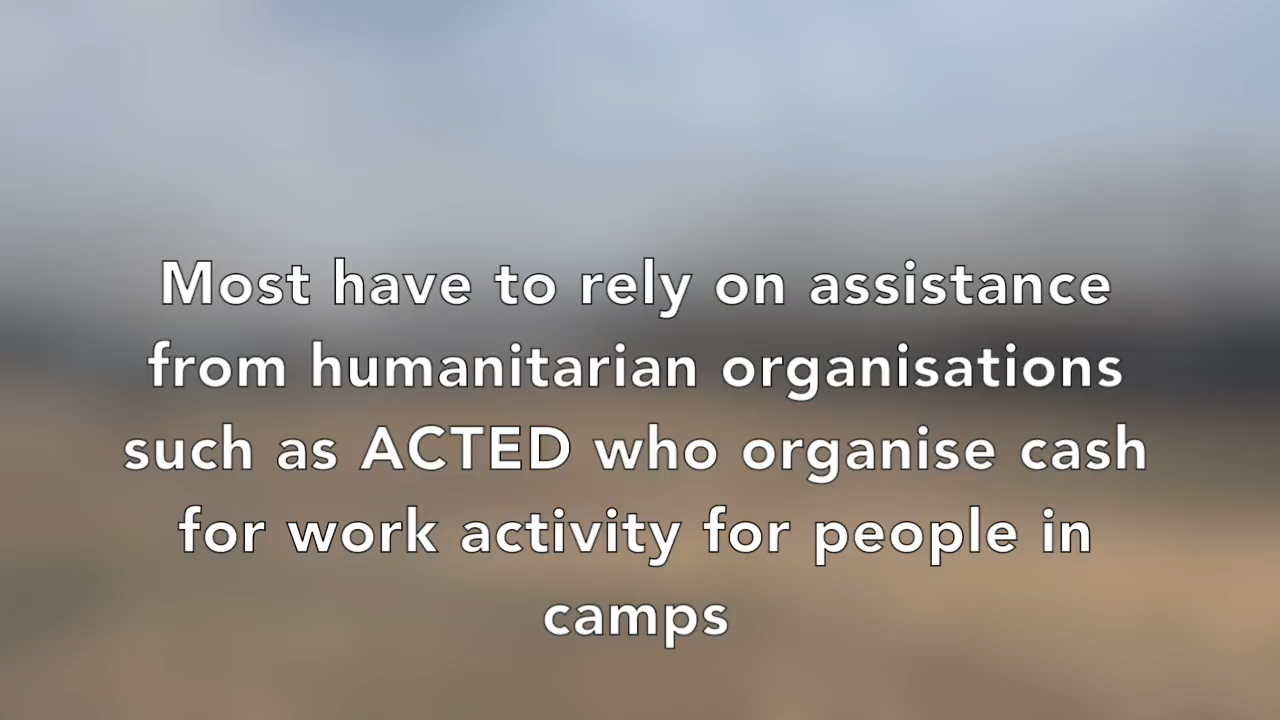 Most have to rely on assistance
from humanitarian organisations
such as ACTED who organise cash
for work activity for people in
camps